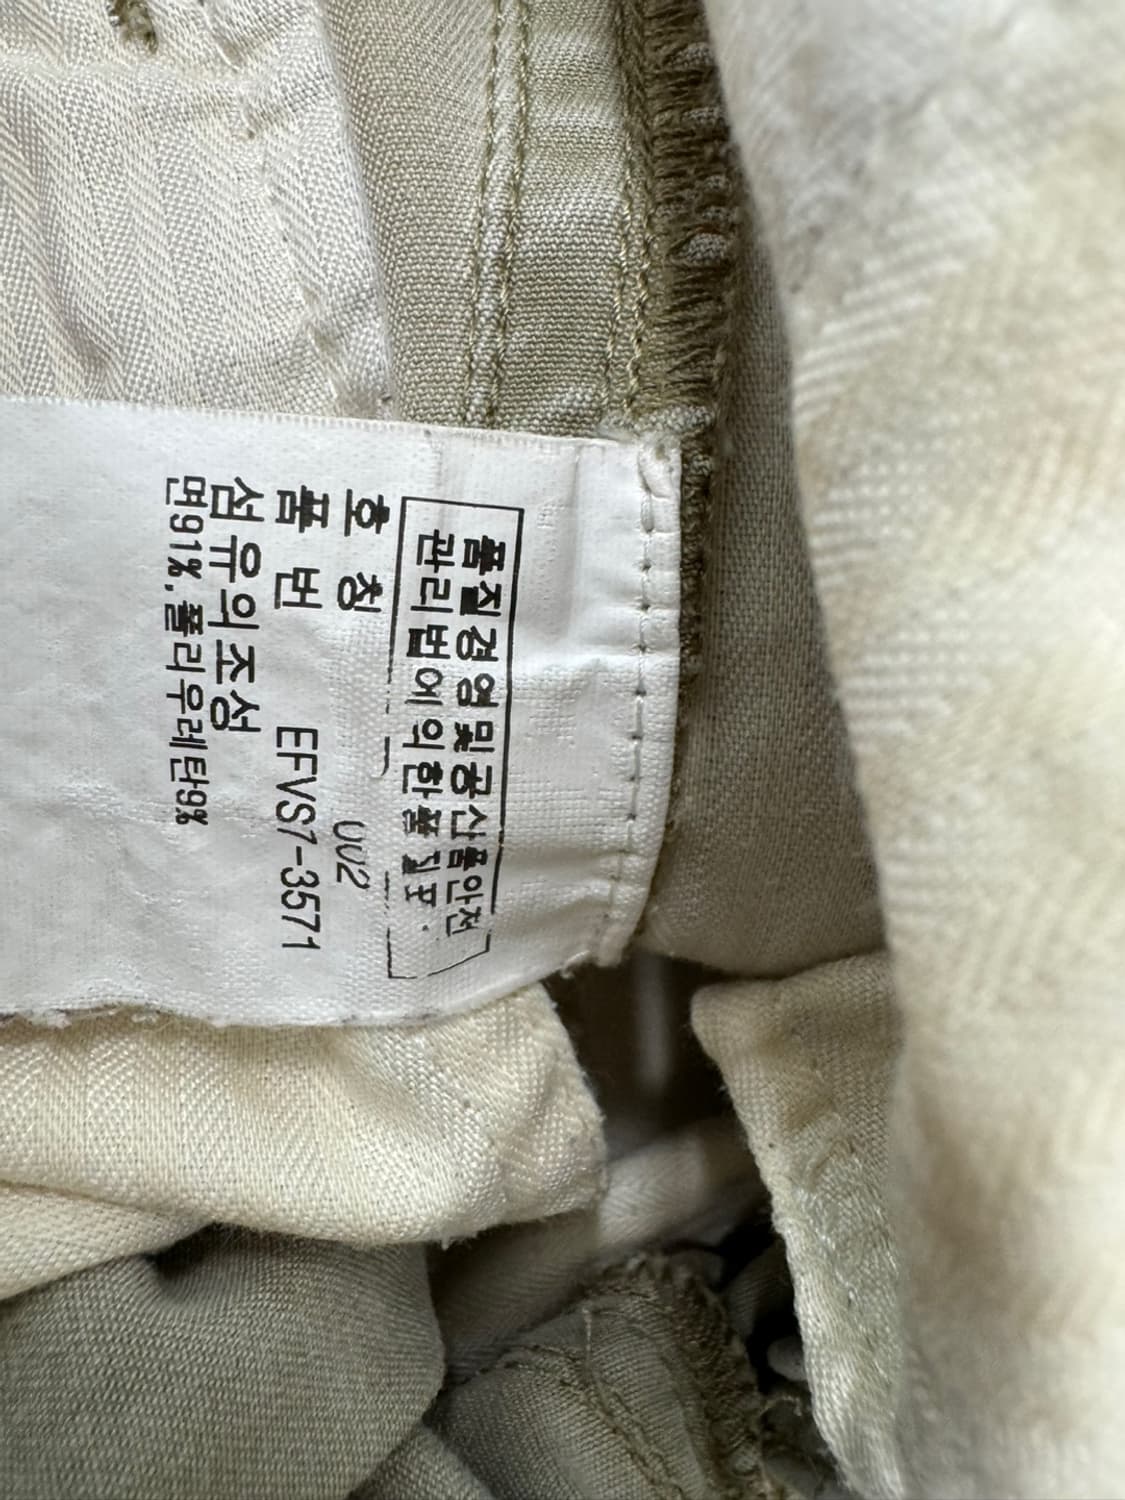 품질경영및공산품안전
관리법에의한품질표
호 칭 002
품 번 EFVS7-3571
섬유의조성
면91%, 폴리우레탄9%